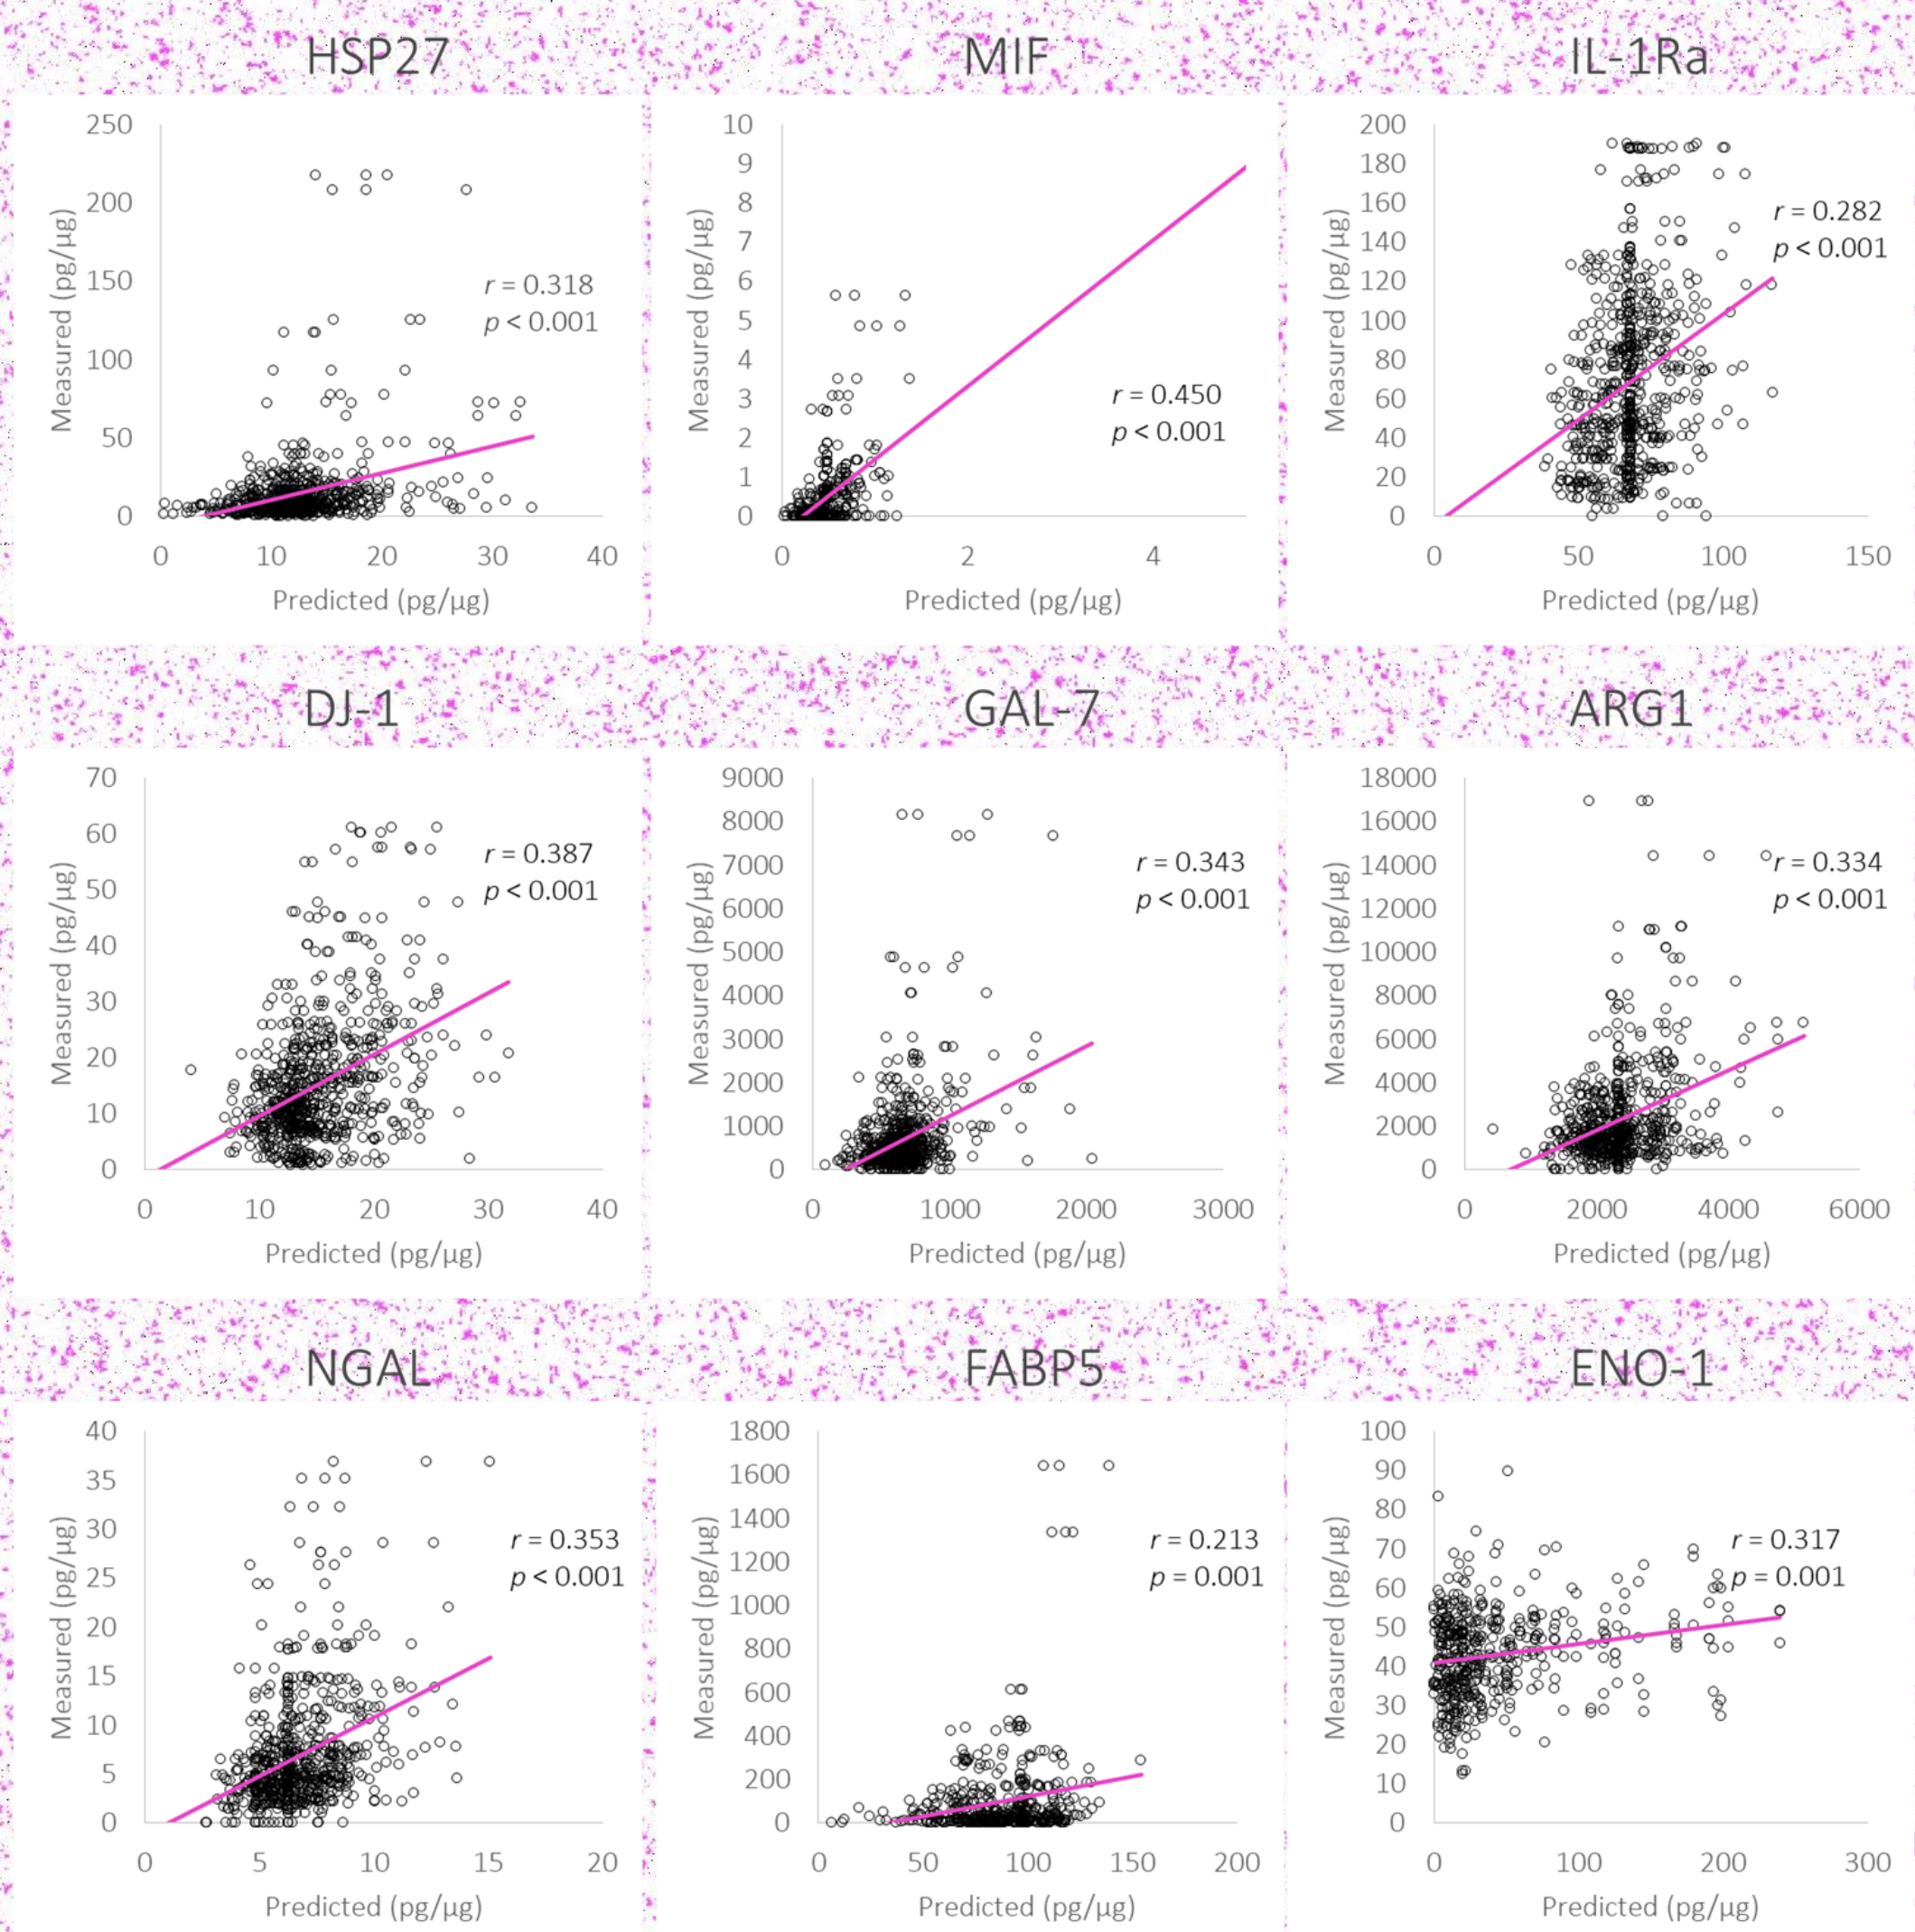 HSP27
250
200
150
100
50
0
0 10 20 30 40
Measured (pg/µg)
Predicted (pg/µg)
r = 0.318
p < 0.001
MIF
10
9
8
7
6
5
4
3
2
1
0
0 2 4
Measured (pg/µg)
Predicted (pg/µg)
r = 0.450
p < 0.001
IL-1Ra
200
180
160
140
120
100
80
60
40
20
0
0 50 100 150
Measured (pg/µg)
Predicted (pg/µg)
r = 0.282
p < 0.001
DJ-1
70
60
50
40
30
20
10
0
0 10 20 30 40
Measured (pg/µg)
Predicted (pg/µg)
r = 0.387
p < 0.001
GAL-7
9000
8000
7000
6000
5000
4000
3000
2000
1000
0
0 1000 2000 3000
Measured (pg/µg)
Predicted (pg/µg)
r = 0.343
p < 0.001
ARG1
18000
16000
14000
12000
10000
8000
6000
4000
2000
0
0 2000 4000 6000
Measured (pg/µg)
Predicted (pg/µg)
r = 0.334
p < 0.001
NGAL
40
35
30
25
20
15
10
5
0
0 5 10 15 20
Measured (pg/µg)
Predicted (pg/µg)
r = 0.353
p < 0.001
FABP5
1800
1600
1400
1200
1000
800
600
400
200
0
0 50 100 150 200
Measured (pg/µg)
Predicted (pg/µg)
r = 0.213
p = 0.001
ENO-1
100
90
80
70
60
50
40
30
20
10
0
0 100 200 300
Measured (pg/µg)
Predicted (pg/µg)
r = 0.317
p = 0.001